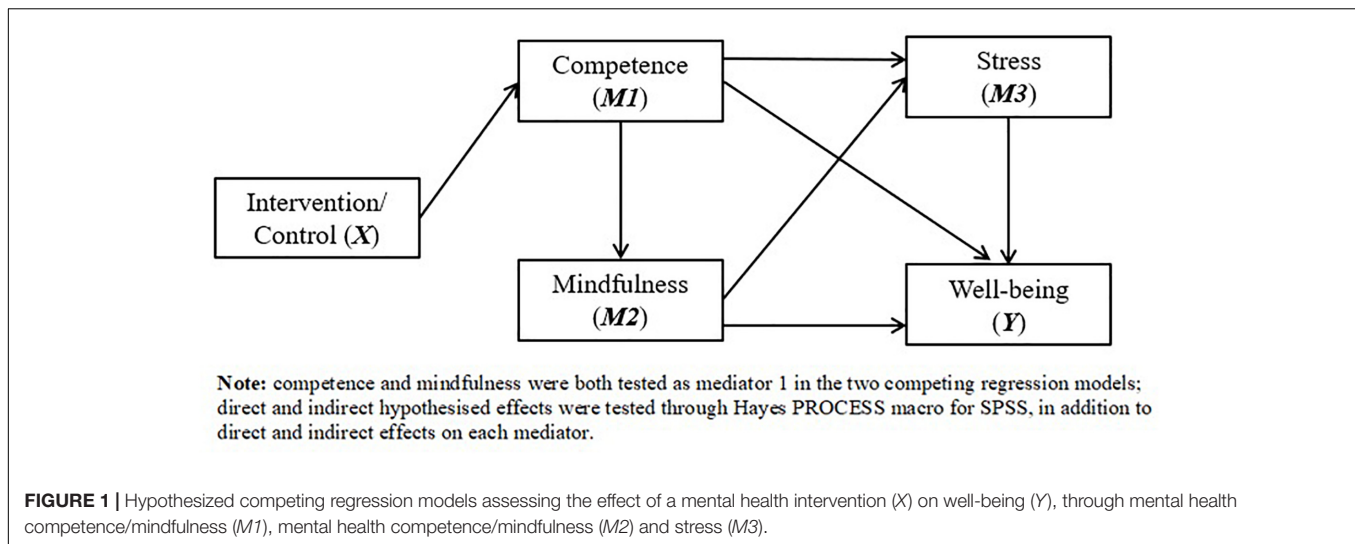 Competence
(M1)
Stress
(M3)
Intervention/
Control (X)
Mindfulness
(M2)
Well-being
(Y)
Note: competence and mindfulness were both tested as mediator 1 in the two competing regression models;
direct and indirect hypothesised effects were tested through Hayes PROCESS macro for SPSS, in addition to
direct and indirect effects on each mediator.
FIGURE 1 | Hypothesized competing regression models assessing the effect of a mental health intervention (X) on well-being (Y), through mental health
competence/mindfulness (M1), mental health competence/mindfulness (M2) and stress (M3).